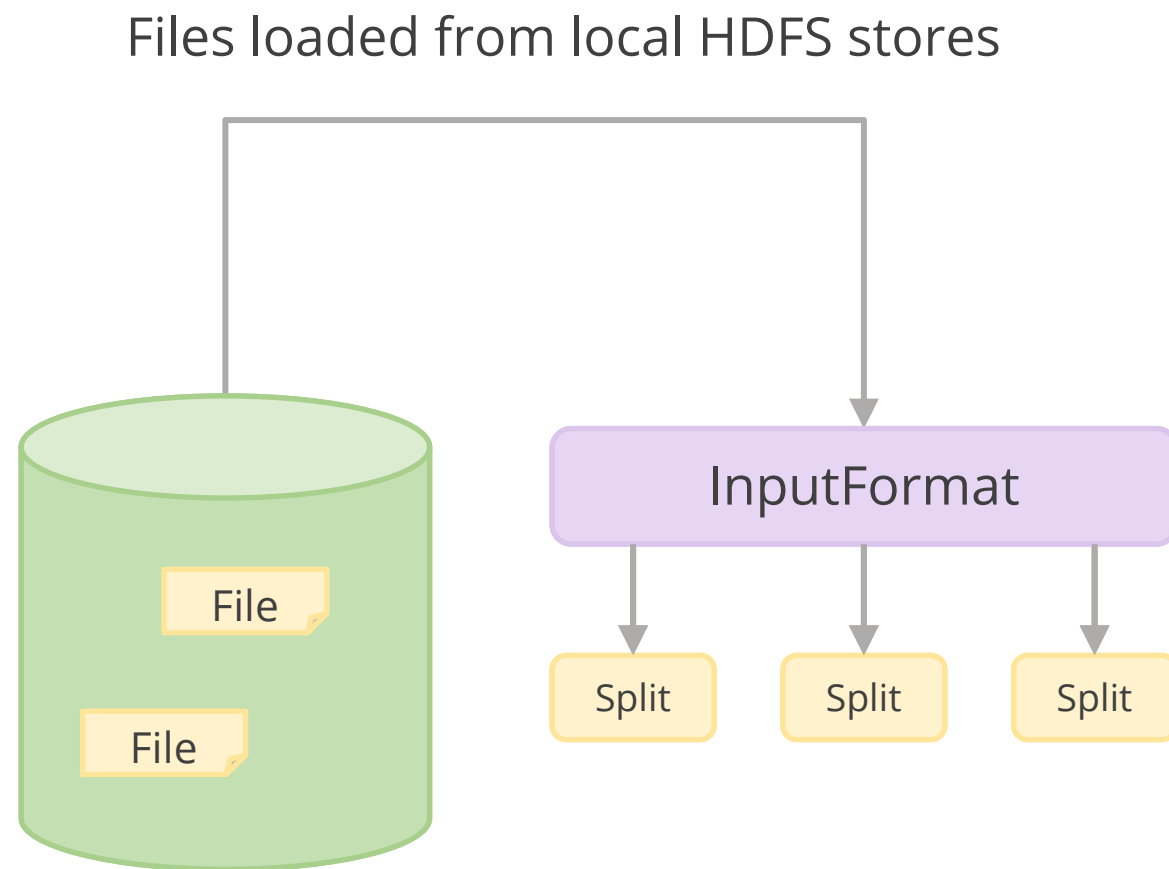 Files loaded from local HDFS stores
InputFormat
File
File
Split
Split
Split